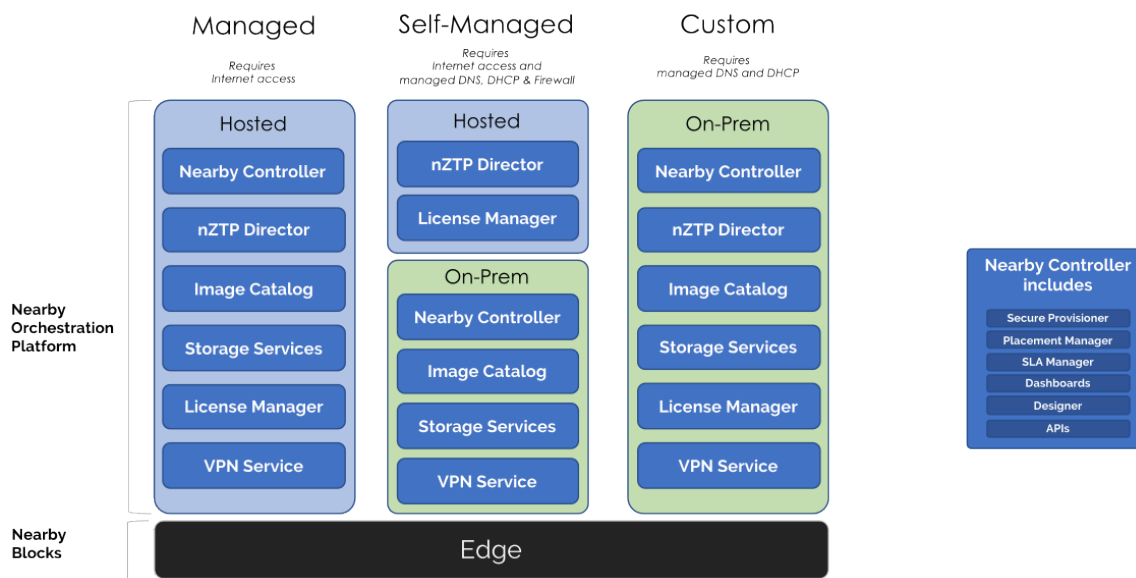 Managed
Requires
Internet access
Self-Managed
Requires
Internet access and
managed DNS, DHCP & Firewall
Custom
Requires
managed DNS and DHCP
Nearby
Orchestration
Platform
Hosted
Nearby Controller
nZTP Director
Image Catalog
Storage Services
License Manager
VPN Service
Hosted
nZTP Director
License Manager
On-Prem
Nearby Controller
Image Catalog
Storage Services
VPN Service
On-Prem
Nearby Controller
nZTP Director
Image Catalog
Storage Services
License Manager
VPN Service
Nearby Controller
includes
Secure Provisioner
Placement Manager
SLA Manager
Dashboards
Designer
APIs
Nearby
Blocks
Edge